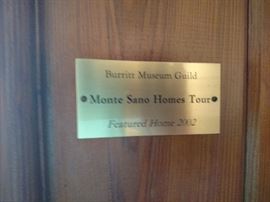 Burritt Museum Guild
Monte Sano Homes Tour
Featured Home 2002